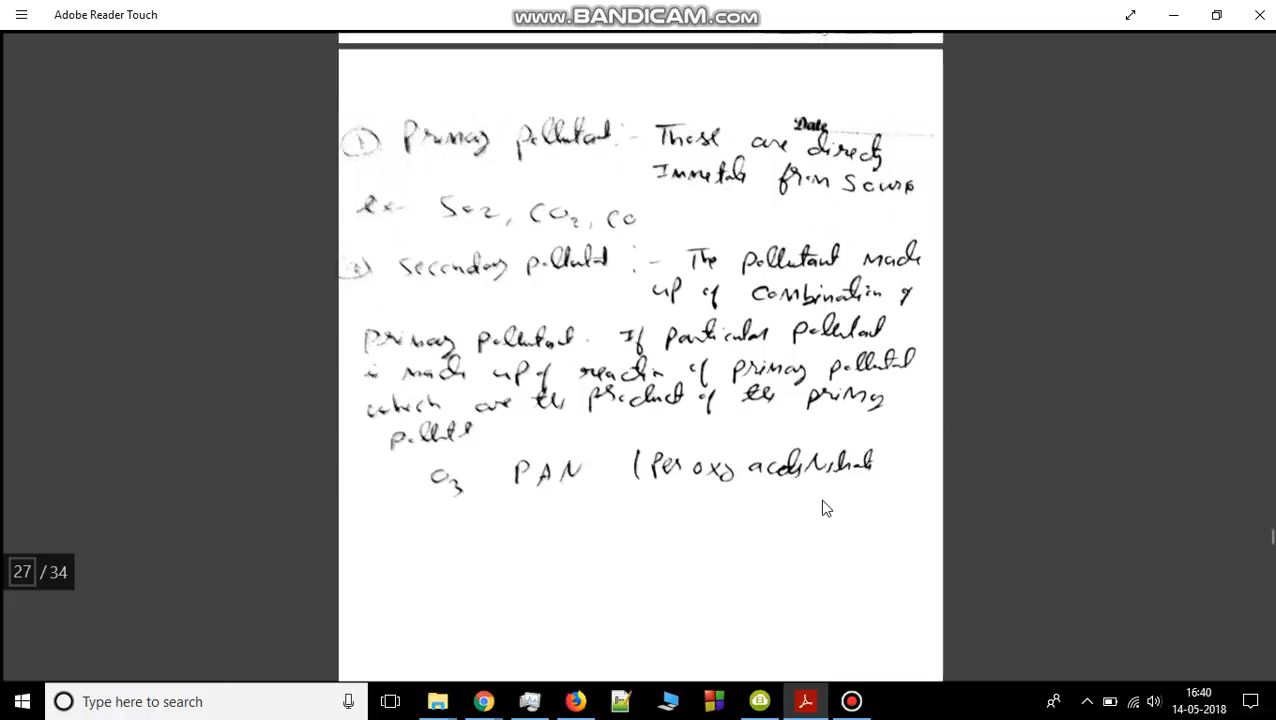 Adobe Reader Touch
www.BANDICAM.com
Date
① Primary pollutant :- These are directly
from Source
ex- SO2, CO2, CO
② Secondary pollutant :- The pollutant made
up of combination of
primary pollutant. If particular pollutant
is made up of reaction of primary pollutant
which are the product of the primary
pollutant
O3 PAN (Per oxy
27 / 34
Type here to search
16:40
14-05-2018